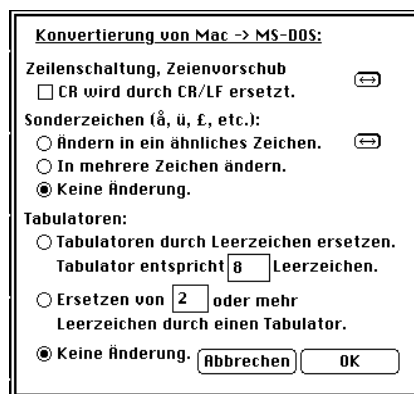 Konvertierung von Mac -> MS-DOS:
Zeilenschaltung, Zeienvorschub
CR wird durch CR/LF ersetzt.
Sonderzeichen (å, ü, £, etc.):
Ändern in ein ähnliches Zeichen.
In mehrere Zeichen ändern.
Keine Änderung.
Tabulatoren:
Tabulatoren durch Leerzeichen ersetzen.
Tabulator entspricht 8 Leerzeichen.
Ersetzen von 2 oder mehr
Leerzeichen durch einen Tabulator.
Keine Änderung. Abbrechen OK